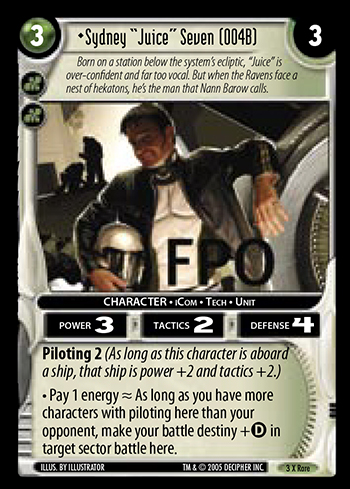 3 •Sydney "Juice" Seven (004B) 3
Born on a station below the system's ecliptic, "Juice" is
over-confident and far too vocal. But when the Ravens face a
nest of hekatons, he's the man that Nann Barow calls.
FPO
CHARACTER • iCOM • TECH • UNIT
POWER 3 TACTICS 2 DEFENSE 4
Piloting 2 (As long as this character is aboard
a ship, that ship is power +2 and tactics +2.)
• Pay 1 energy ≈ As long as you have more
characters with piloting here than your
opponent, make your battle destiny +D in
target sector battle here.
ILLUS. BY ILLUSTRATOR TM & © 2005 DECIPHER INC. 3 X Rare